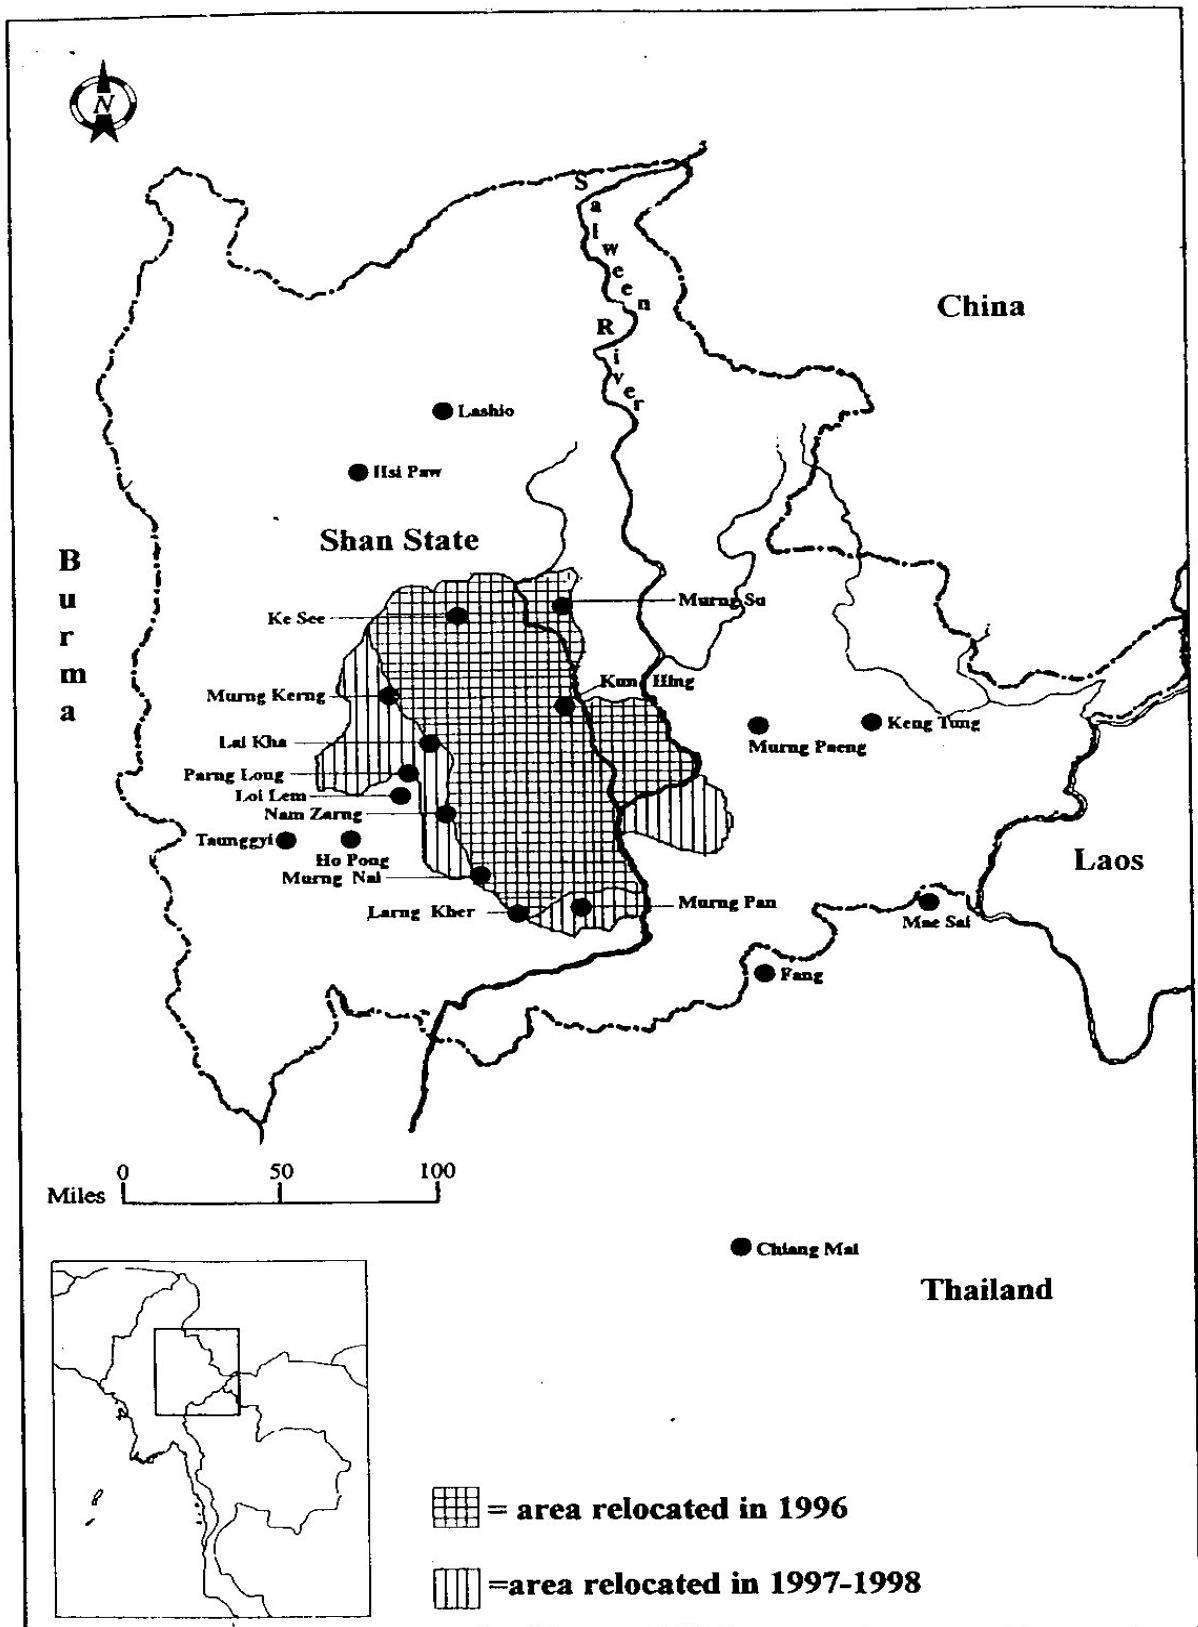 N
Salween River
China
Lashio
Hsi Paw
Shan State
Burma
Ke See
Murng Su
Murng Kerng
Kun Hing
Lai Kha
Murng Paeng
Keng Tung
Parng Long
Loi Lem
Nam Zarng
Taunggyi
Ho Pong
Murng Nai
Laos
Larng Kher
Murng Pan
Mae Sai
Fang
0 50 100
Miles
Chiang Mai
Thailand
= area relocated in 1996
=area relocated in 1997-1998